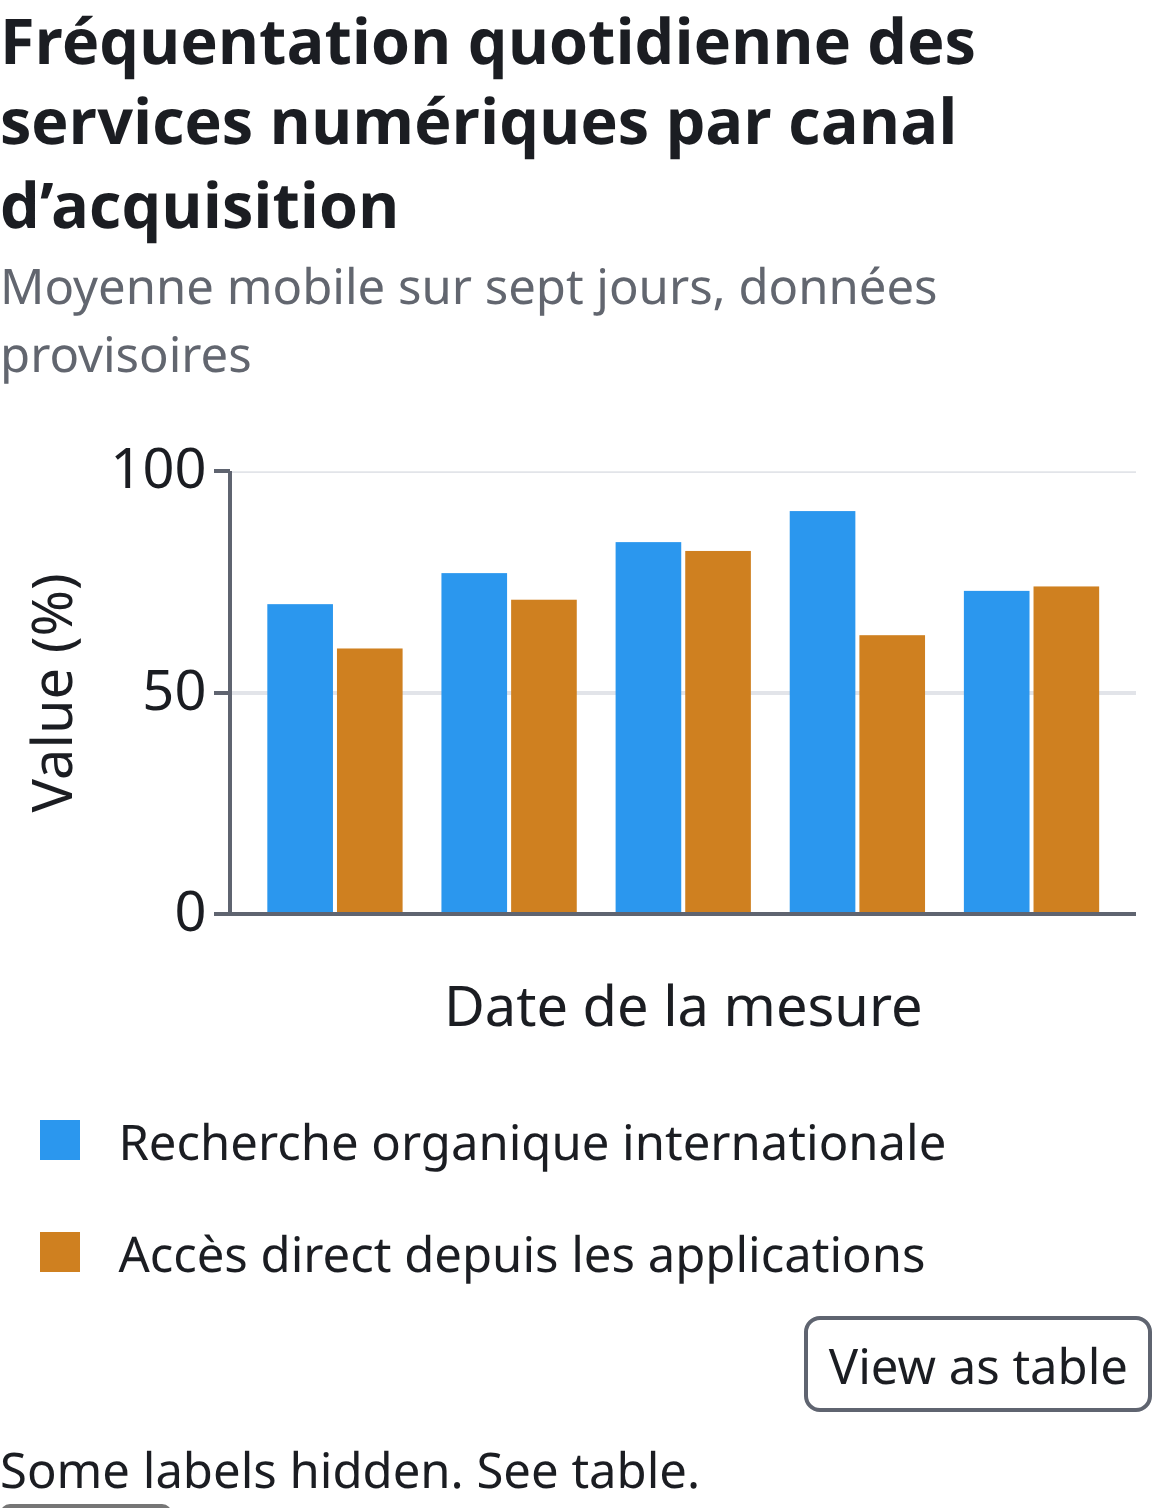 Fréquentation quotidienne des
services numériques par canal
d’acquisition
Moyenne mobile sur sept jours, données
provisoires
100
50
0
Value (%)
Date de la mesure
Recherche organique internationale
Accès direct depuis les applications
View as table
Some labels hidden. See table.